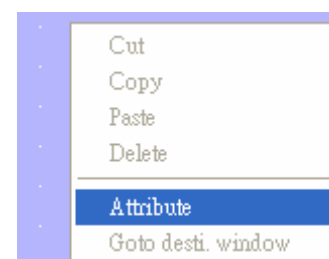 Cut
Copy
Paste
Delete
Attribute
Goto desti. window